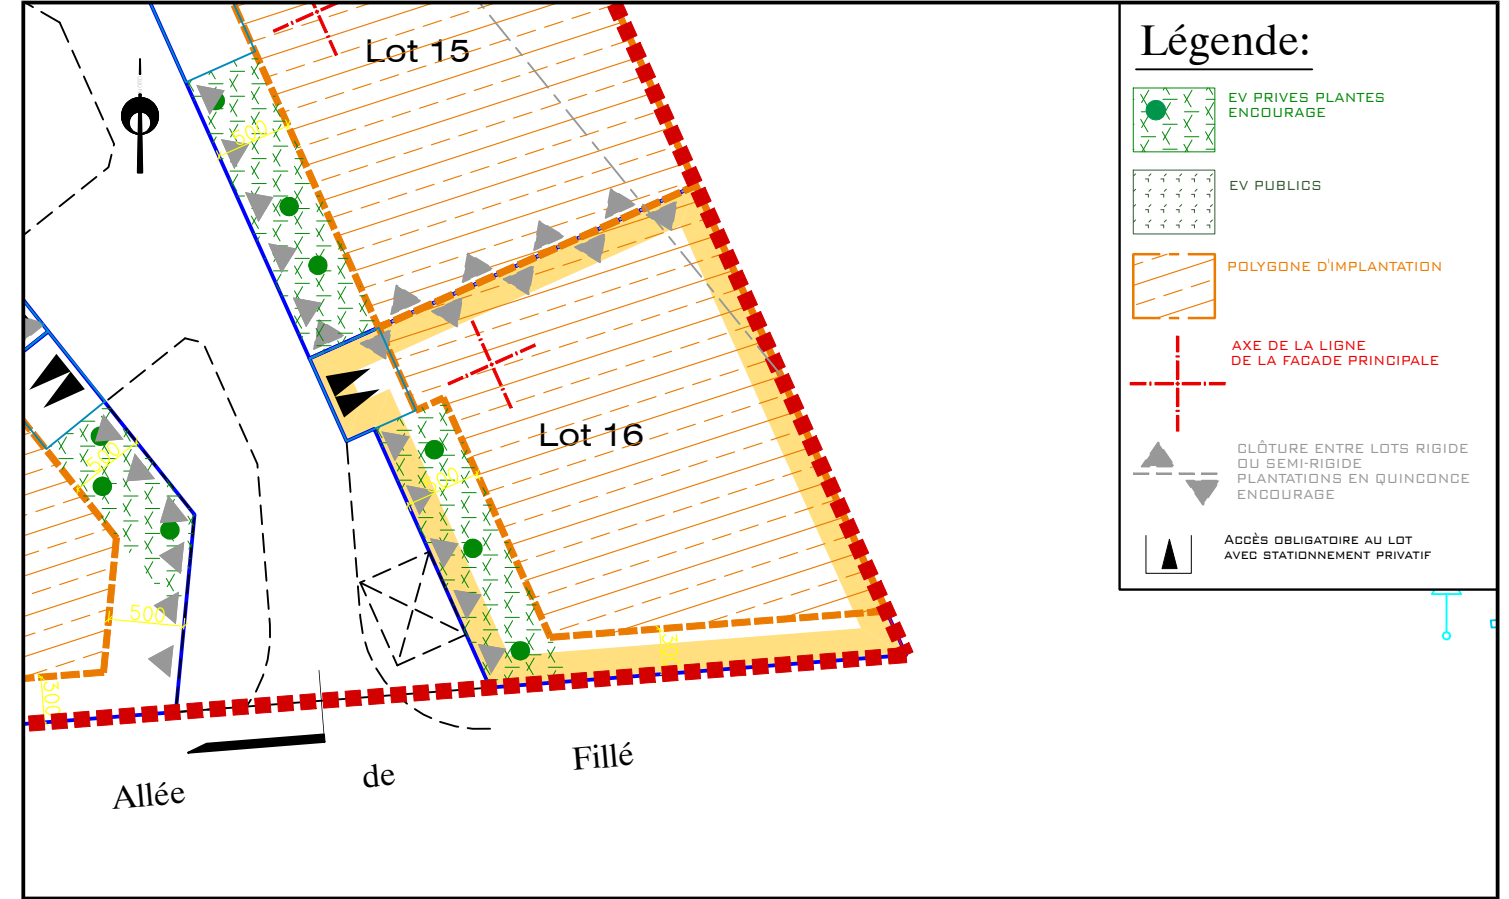 Lot 15
Légende:
EV PRIVES PLANTES
ENCOURAGE
500
EV PUBLICS
POLYGONE D'IMPLANTATION
AXE DE LA LIGNE
DE LA FACADE PRINCIPALE
Lot 16
CLÔTURE ENTRE LOTS RIGIDE
OU SEMI-RIGIDE
PLANTATIONS EN QUINCONCE
ENCOURAGE
500
ACCÈS OBLIGATOIRE AU LOT
AVEC STATIONNEMENT PRIVATIF
500
Allée de Fillé